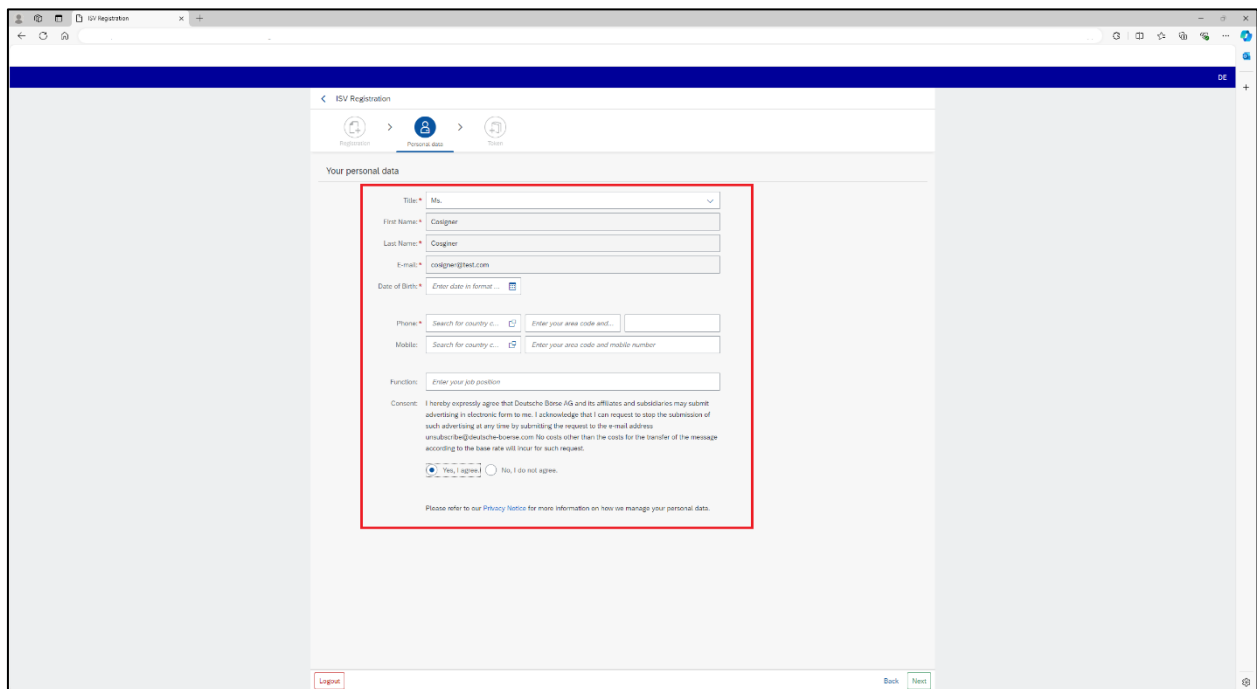 ISV Registration
DE
ISV Registration
Registration
Personal data
Token
Your personal data
Title:* Ms.
First Name:* Cosigner
Last Name:* Cosginer
E-mail:* cosigner@test.com
Date of Birth:* Enter date in format ...
Phone:* Search for country c... Enter your area code and...
Mobile: Search for country c... Enter your area code and mobile number
Function: Enter your job position
Consent: I hereby expressly agree that Deutsche Börse AG and its affiliates and subsidiaries may submit
advertising in electronic form to me. I acknowledge that I can request to stop the submission of
such advertising at any time by submitting the request to the e-mail address
unsubscribe@deutsche-boerse.com No costs other than the costs for the transfer of the message
according to the base rate will incur for such request.
Yes, I agree. No, I do not agree.
Please refer to our Privacy Notice for more information on how we manage your personal data.
Logout Back Next